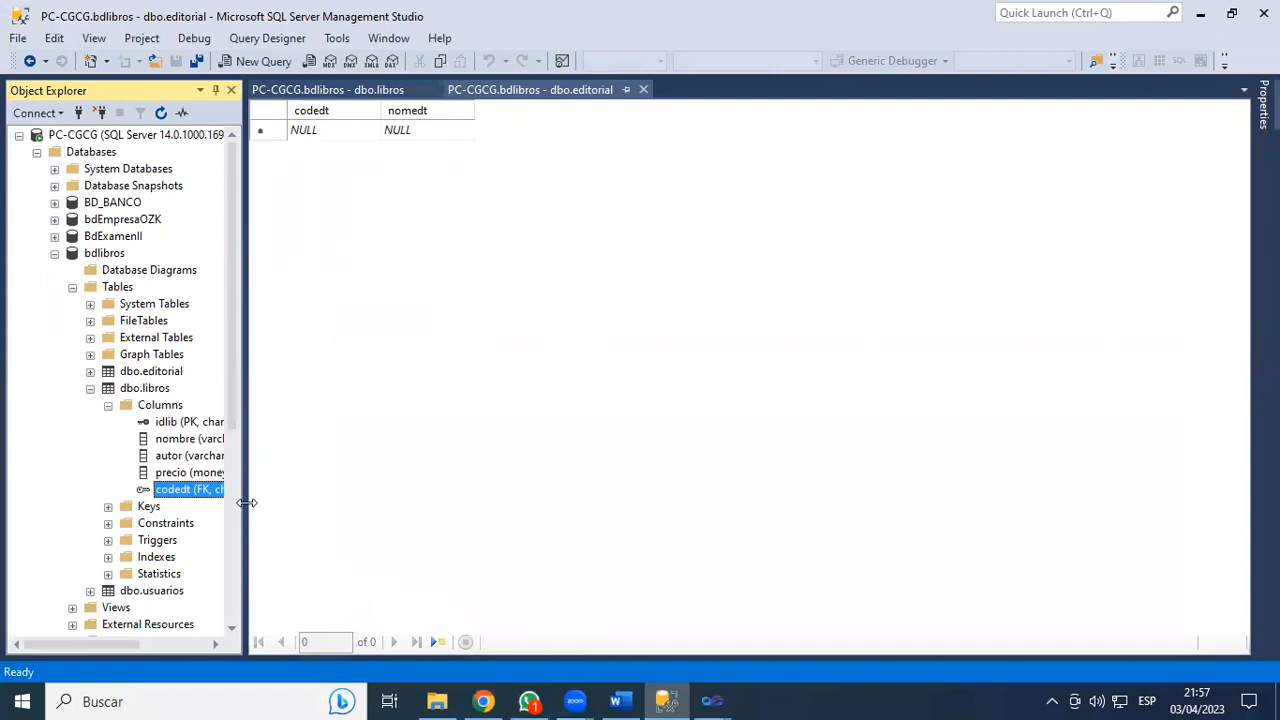 PC-CGCG.bdlibros - dbo.editorial - Microsoft SQL Server Management Studio
Quick Launch (Ctrl+Q)
File Edit View Project Debug Query Designer Tools Window Help
New Query
Generic Debugger
Object Explorer
PC-CGCG.bdlibros - dbo.libros
PC-CGCG.bdlibros - dbo.editorial
Properties
Connect
codedt nomedt
NULL NULL
PC-CGCG (SQL Server 14.0.1000.169
Databases
System Databases
Database Snapshots
BD_BANCO
bdEmpresaOZK
BdExamenII
bdlibros
Database Diagrams
Tables
System Tables
FileTables
External Tables
Graph Tables
dbo.editorial
dbo.libros
Columns
idlib (PK, char
nombre (varcl
autor (varchar
precio (money
codedt (FK, ch
Keys
Constraints
Triggers
Indexes
Statistics
dbo.usuarios
Views
External Resources
0 of 0
Ready
Buscar
1
zoom
ESP
21:57
03/04/2023